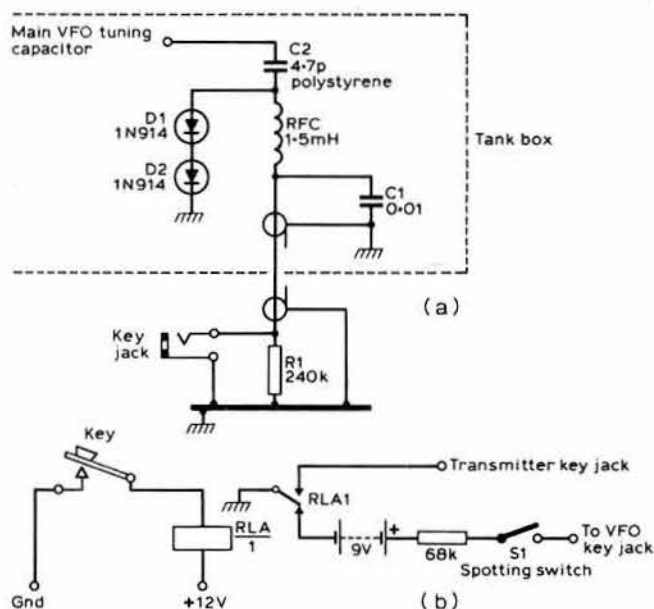 Main VFO tuning
capacitor
C2
4·7p
polystyrene
D1
1N914
D2
1N914
RFC
1·5mH
Tank box
C1
0·01
(a)
Key
jack
R1
240k
Key
Transmitter key jack
RLA1
RLA
1
+
9V
68k
S1
To VFO
key jack
Spotting switch
Gnd
+12V
(b)